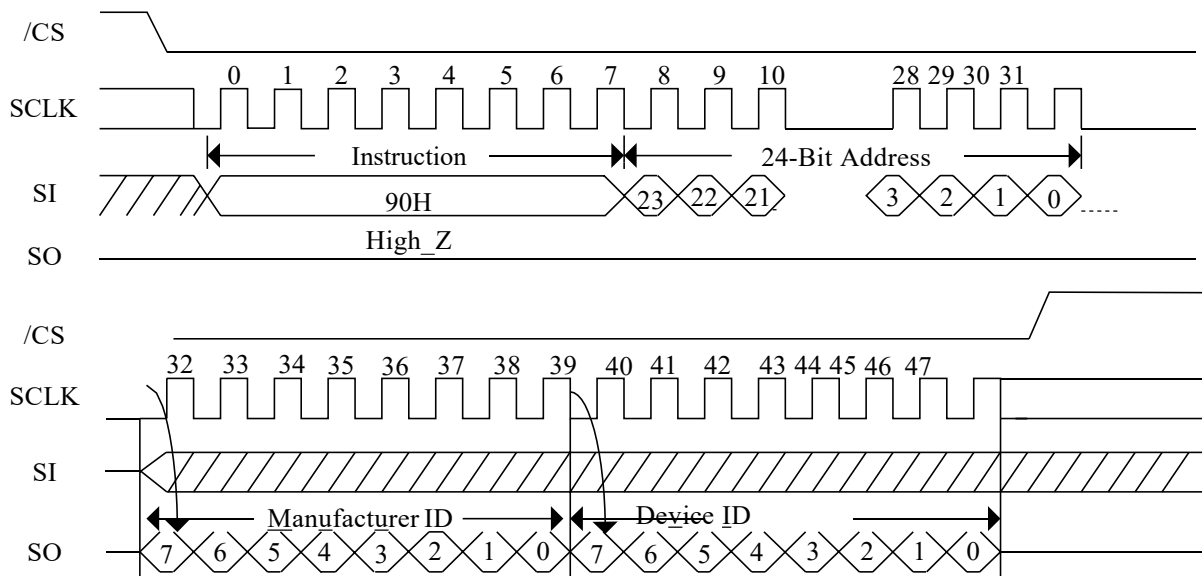 /CS
0 1 2 3 4 5 6 7 8 9 10 28 29 30 31
SCLK
Instruction 24-Bit Address
SI 90H 23 22 21 3 2 1 0
High_Z
SO
/CS
32 33 34 35 36 37 38 39 40 41 42 43 44 45 46 47
SCLK
SI
Manufacturer ID Device ID
SO 7 6 5 4 3 2 1 0 7 6 5 4 3 2 1 0